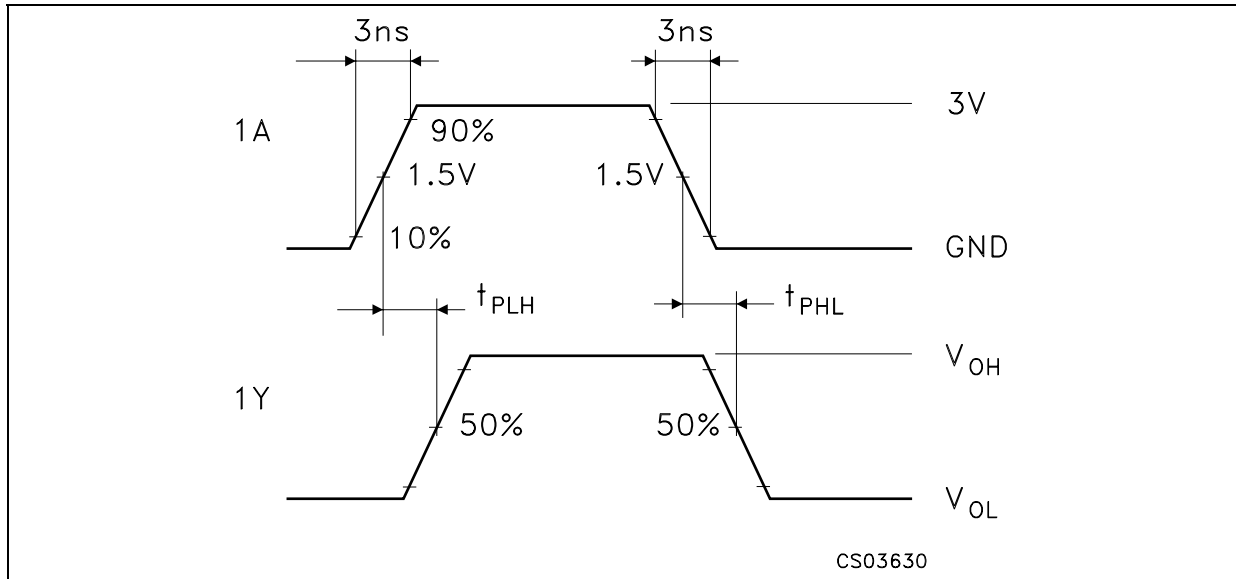 3ns 3ns
3V
1A
90%
1.5V 1.5V
10%
GND
tPLH tPHL
VOH
1Y
50% 50%
VOL
CS03630